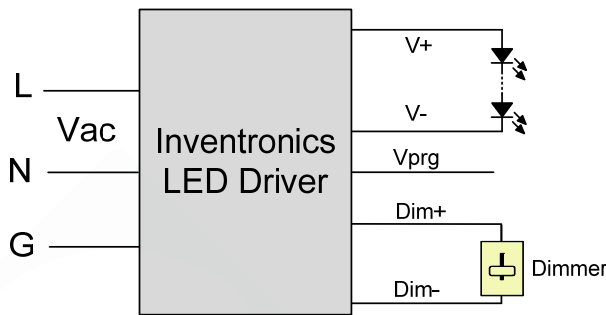 L
Vac
N
G
Inventronics
LED Driver
V+
V-
Vprg
Dim+
Dim-
Dimmer